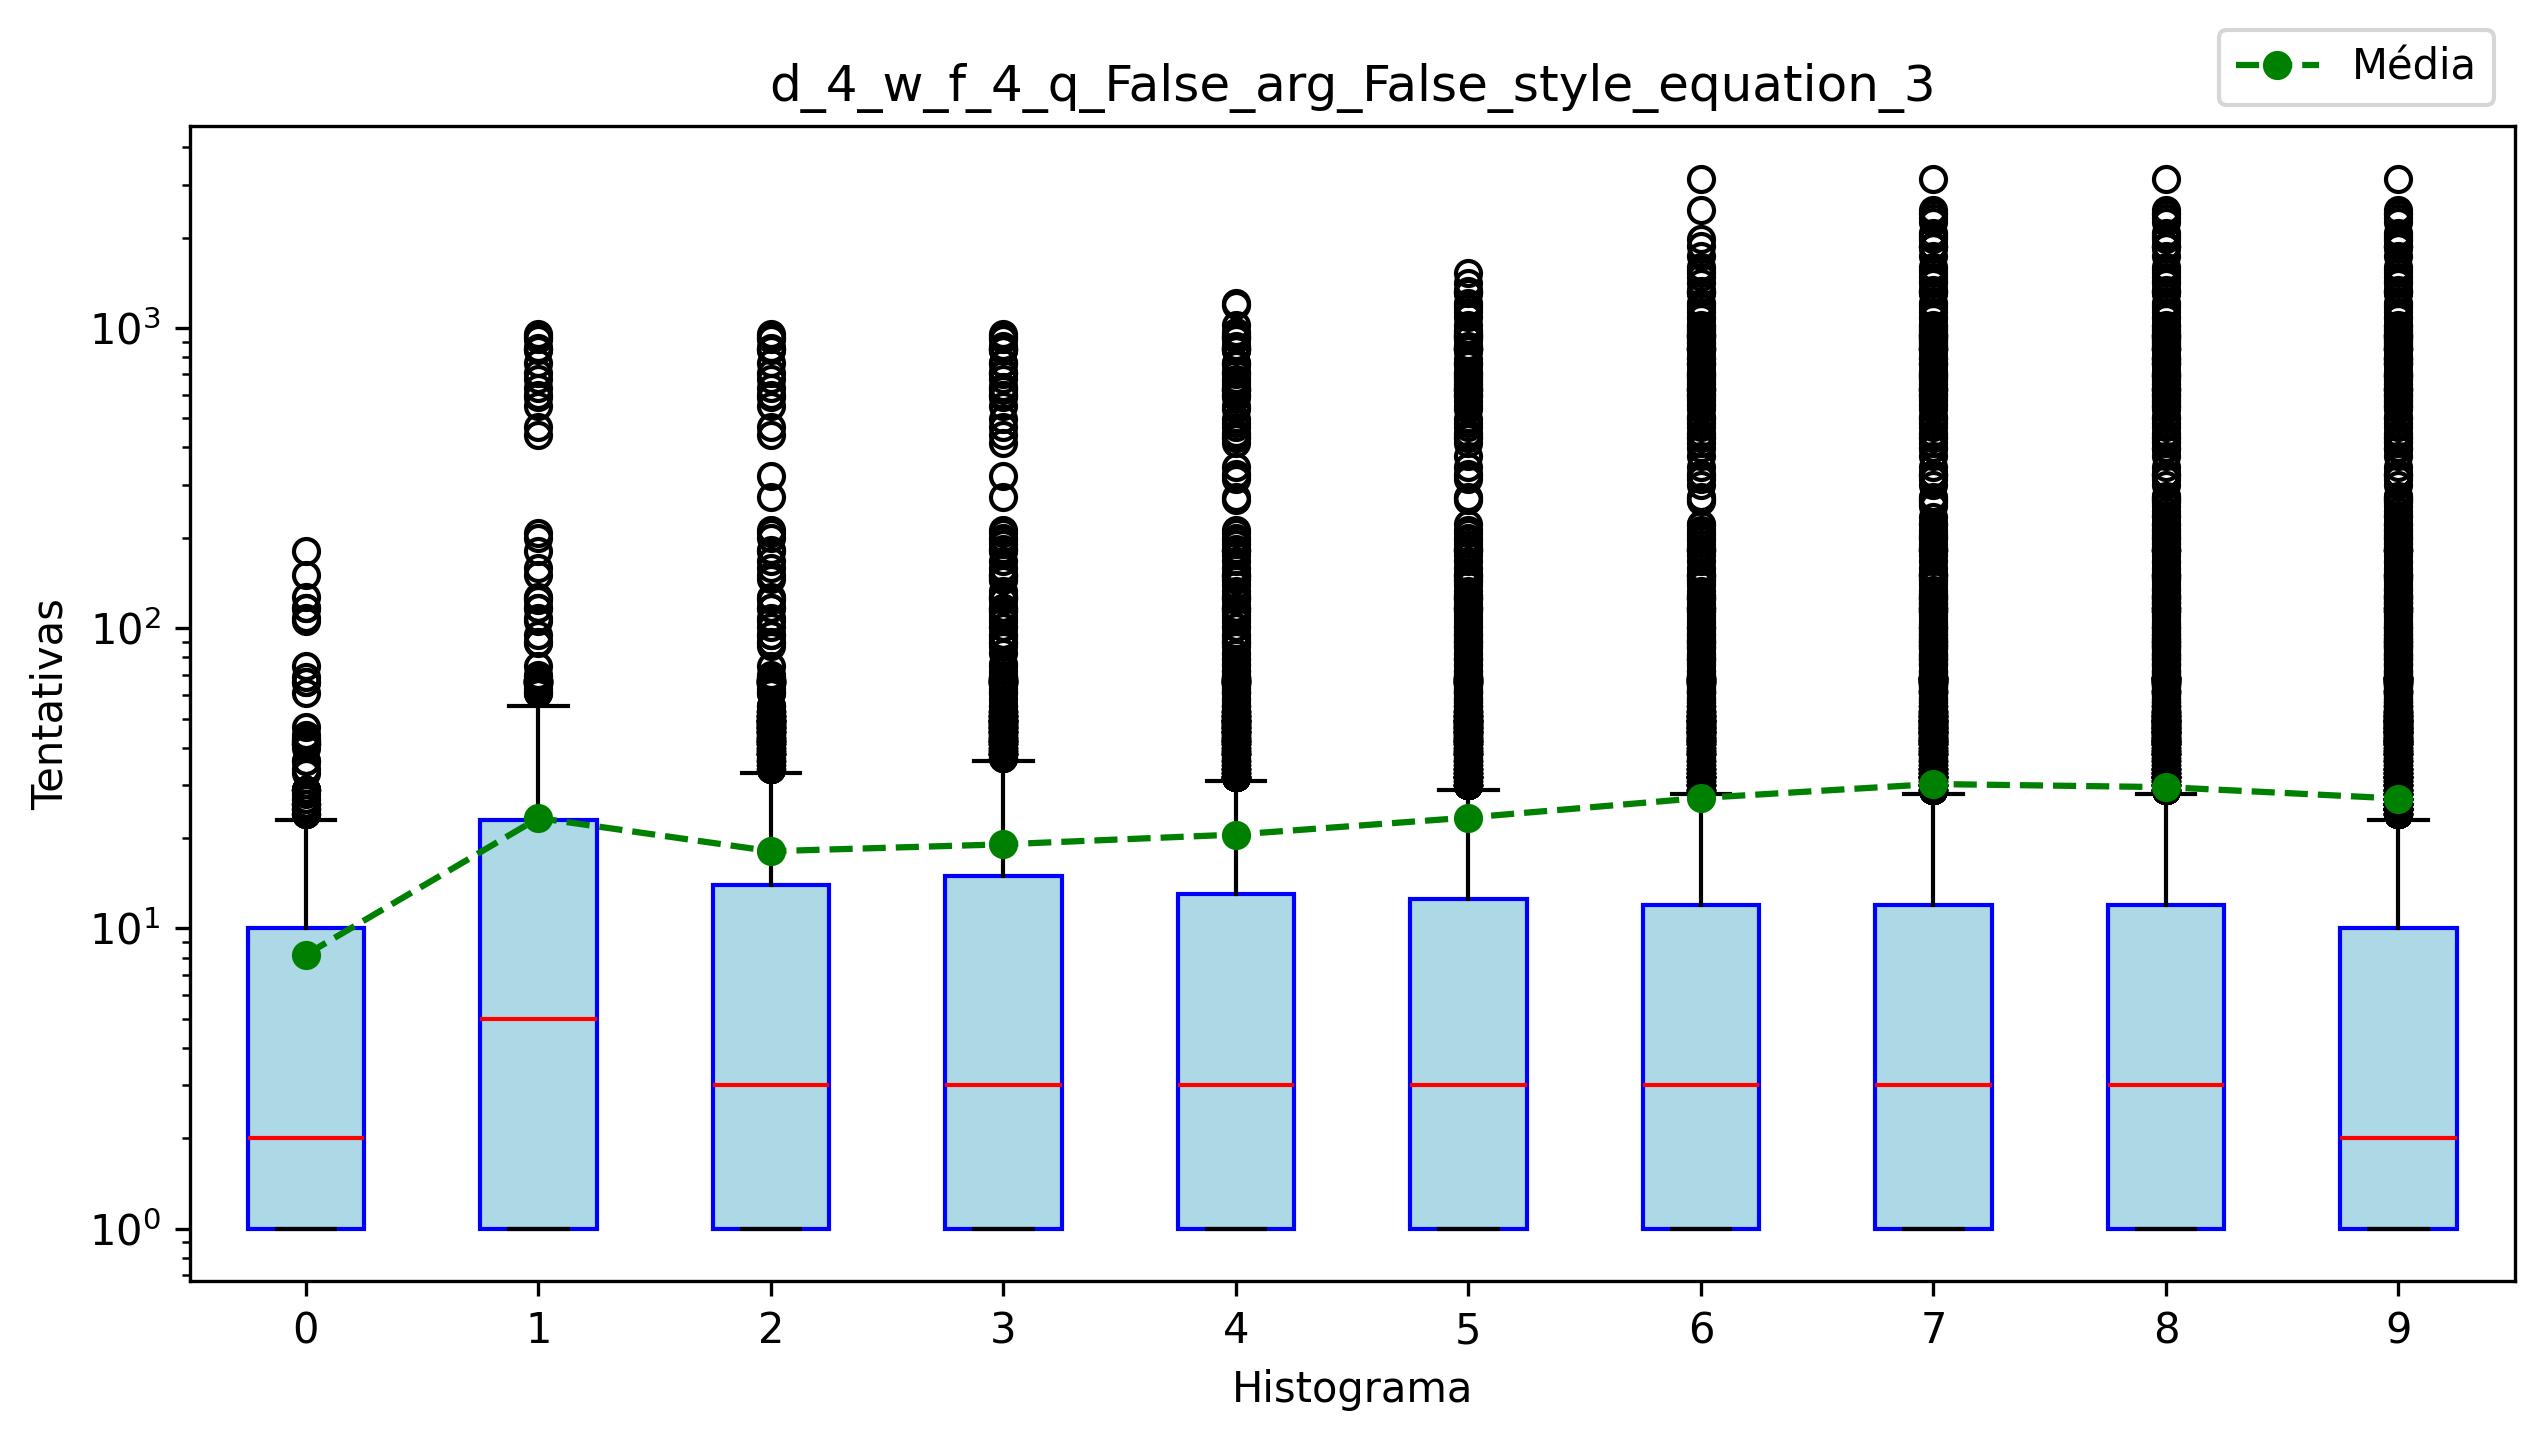 d_4_w_f_4_q_False_arg_False_style_equation_3
Média
Tentativas
10³
10²
10¹
10⁰
0 1 2 3 4 5 6 7 8 9
Histograma